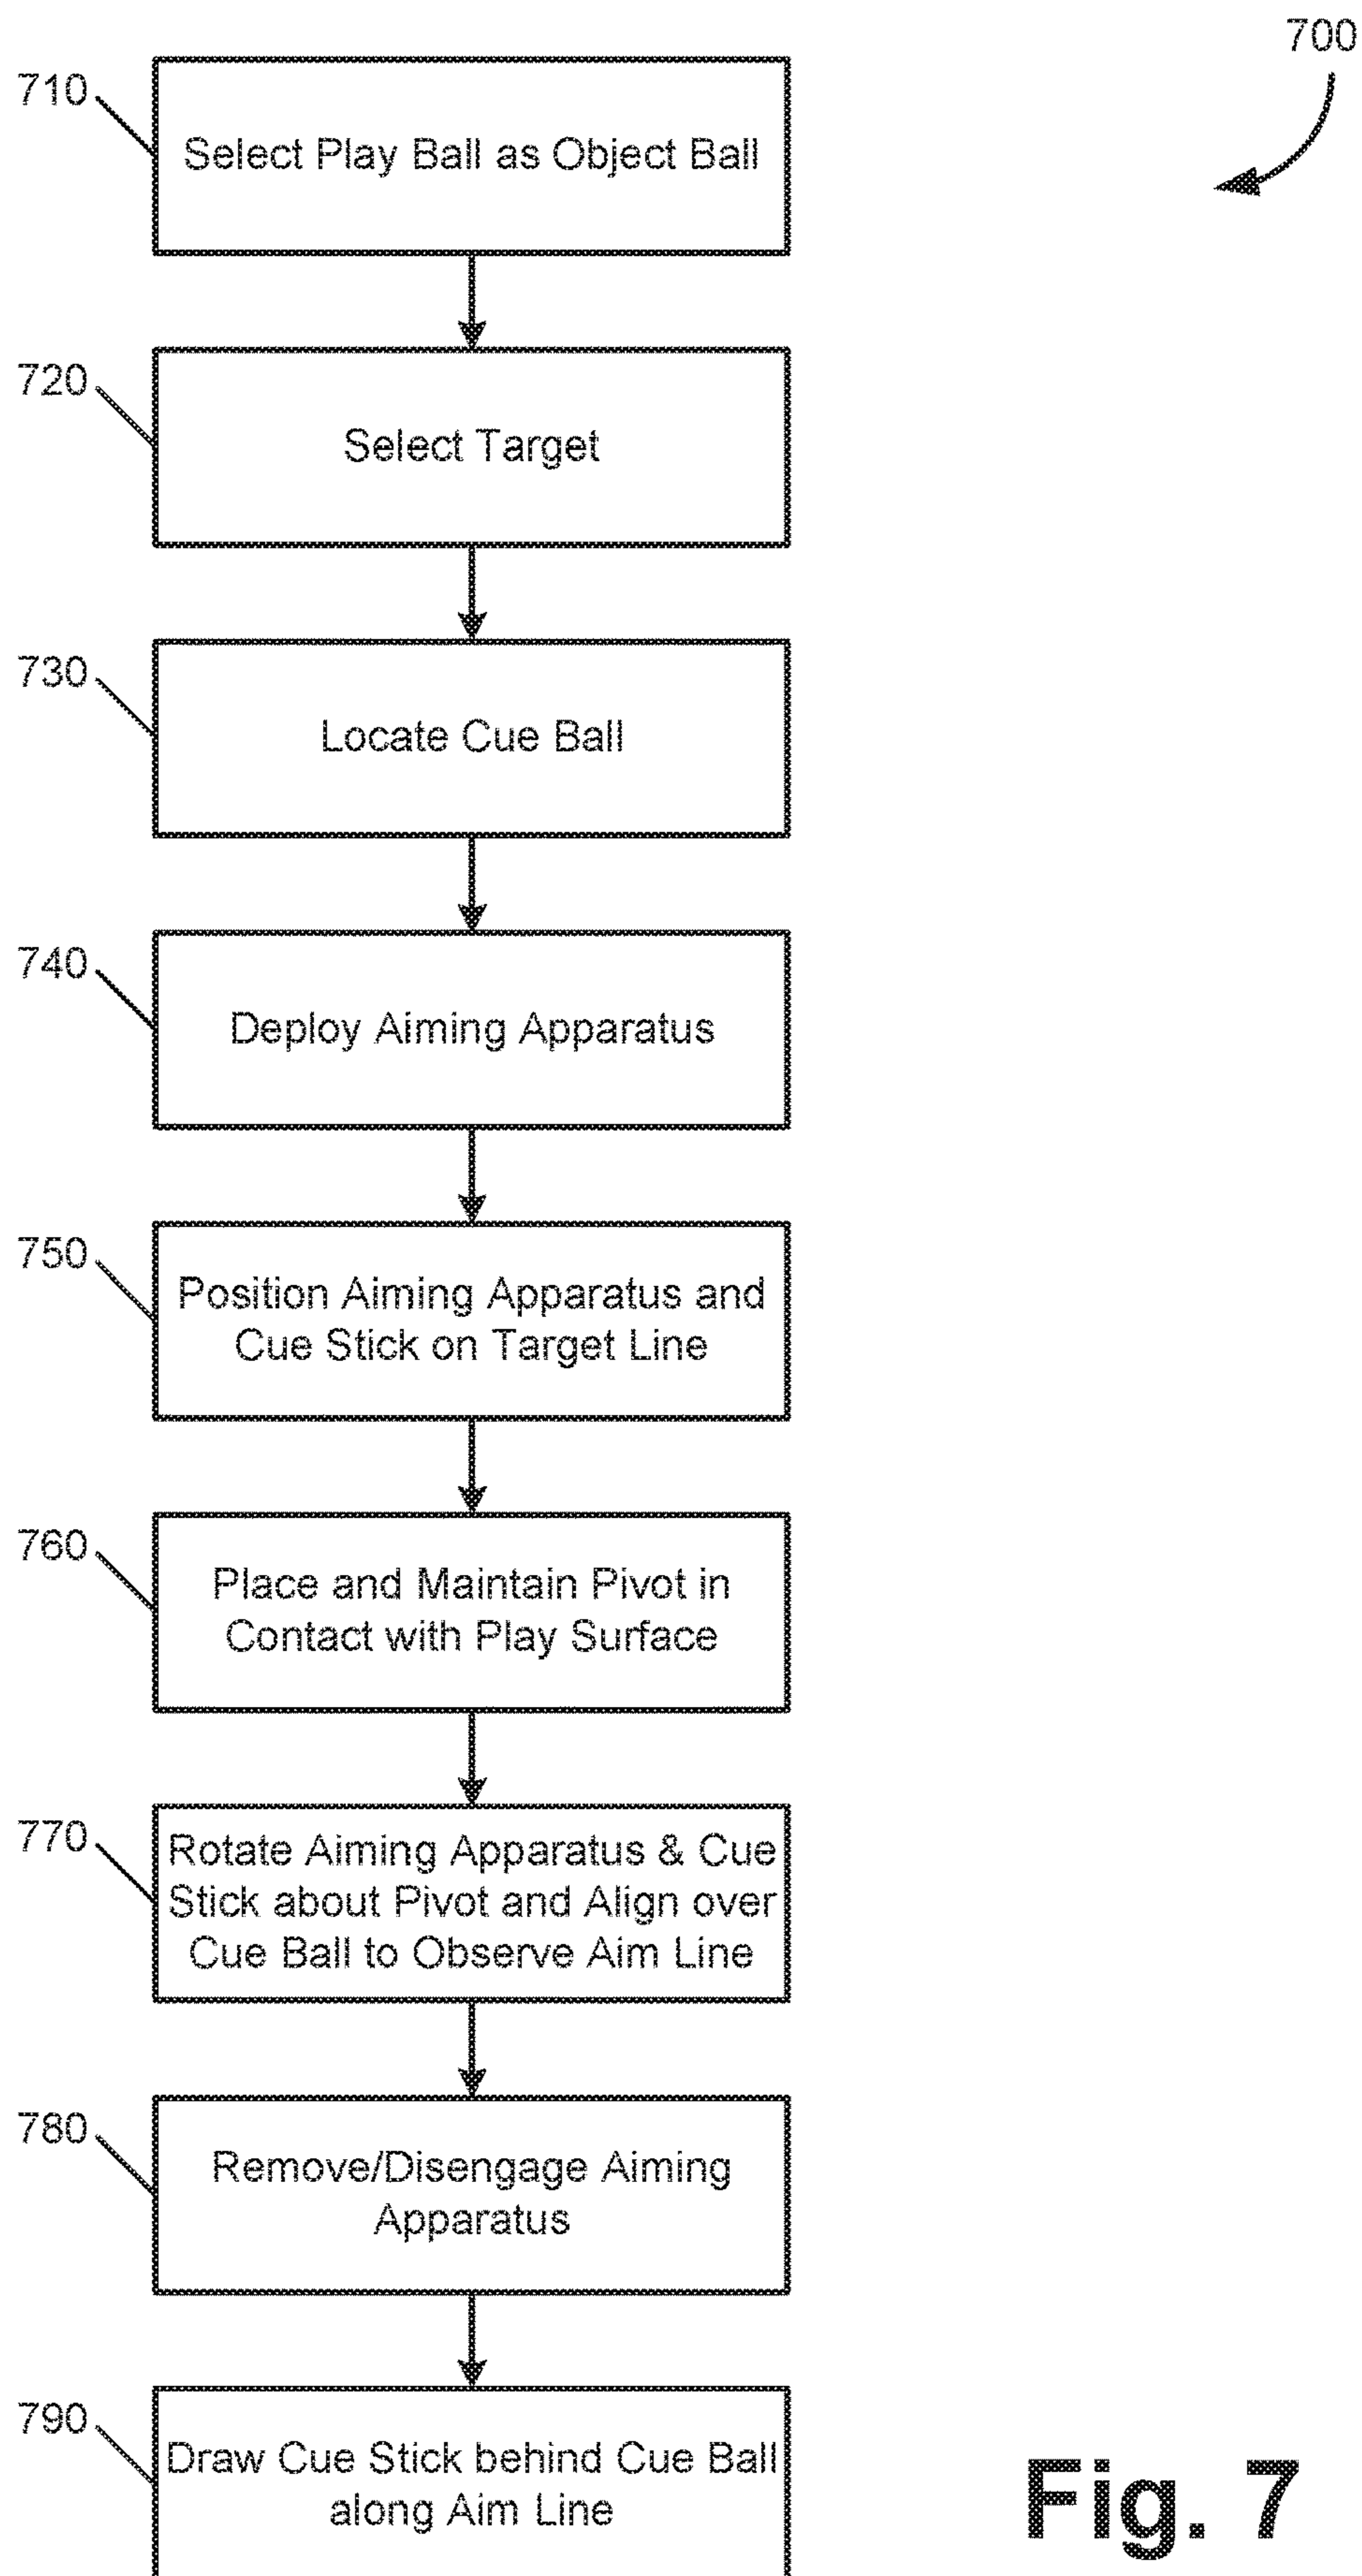 700
710
Select Play Ball as Object Ball
720
Select Target
730
Locate Cue Ball
740
Deploy Aiming Apparatus
750
Position Aiming Apparatus and
Cue Stick on Target Line
760
Place and Maintain Pivot in
Contact with Play Surface
770
Rotate Aiming Apparatus & Cue
Stick about Pivot and Align over
Cue Ball to Observe Aim Line
780
Remove/Disengage Aiming
Apparatus
790
Draw Cue Stick behind Cue Ball
along Aim Line
Fig. 7